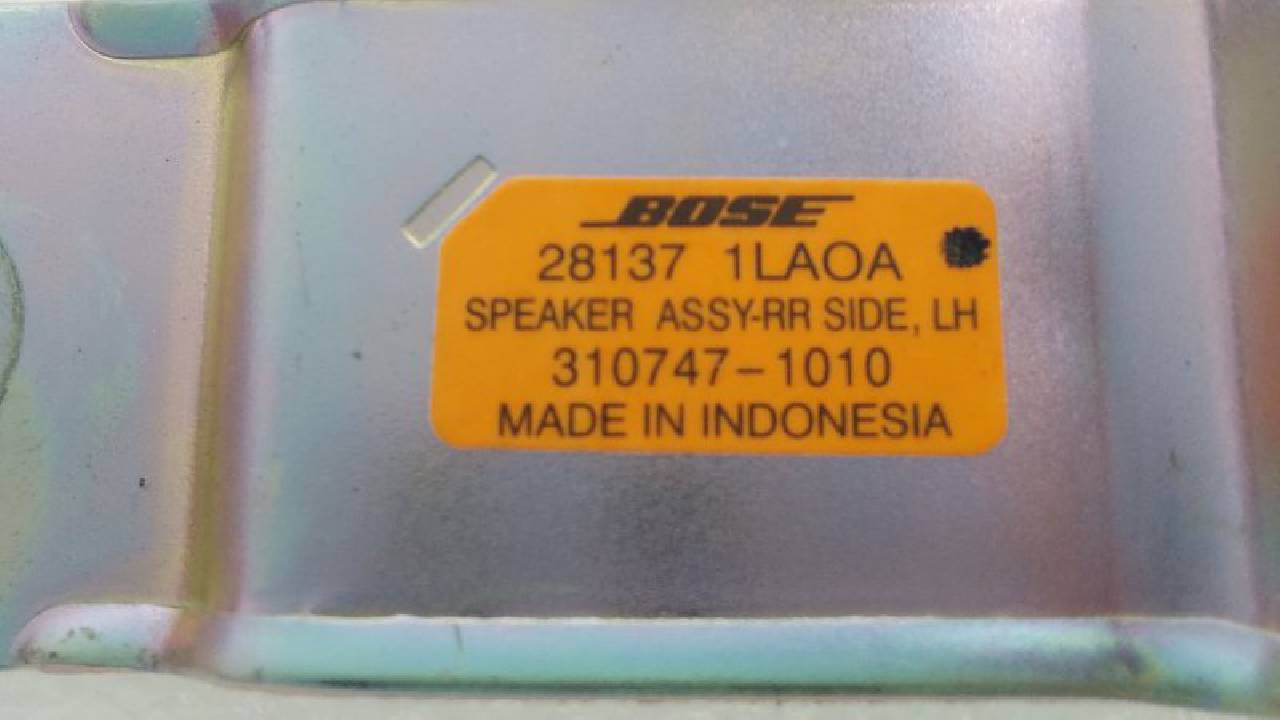 BOSE
28137 1LAOA
SPEAKER ASSY-RR SIDE, LH
310747-1010
MADE IN INDONESIA